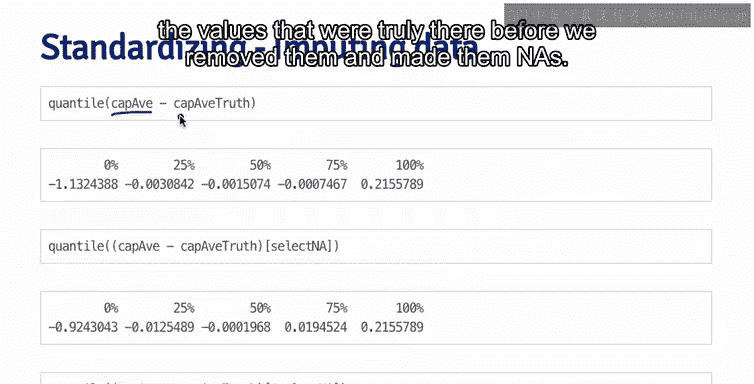 the values that were truly there before we
removed them and made them NAs.
Standardizing - Imputing data
quantile(capAve - capAveTruth)
0% 25% 50% 75% 100%
-1.1324388 -0.0030842 -0.0015074 -0.0007467 0.2155789
quantile((capAve - capAveTruth)[selectNA])
0% 25% 50% 75% 100%
-0.9243043 -0.0125489 -0.0001968 0.0194524 0.2155789